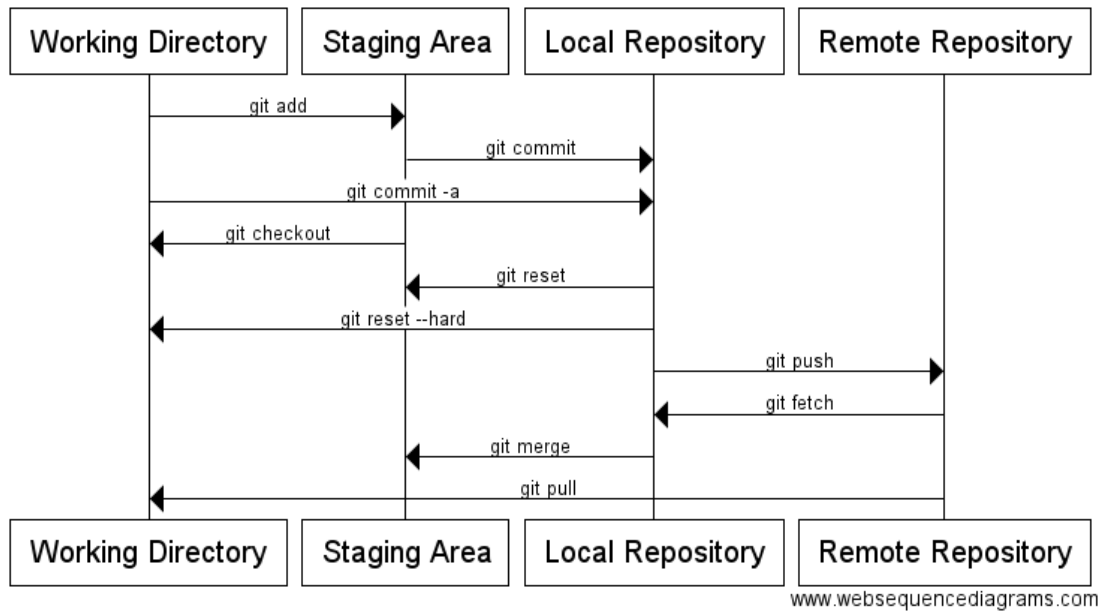 Working Directory
Staging Area
Local Repository
Remote Repository
git add
git commit
git commit -a
git checkout
git reset
git reset --hard
git push
git fetch
git merge
git pull
Working Directory
Staging Area
Local Repository
Remote Repository
www.websequencediagrams.com